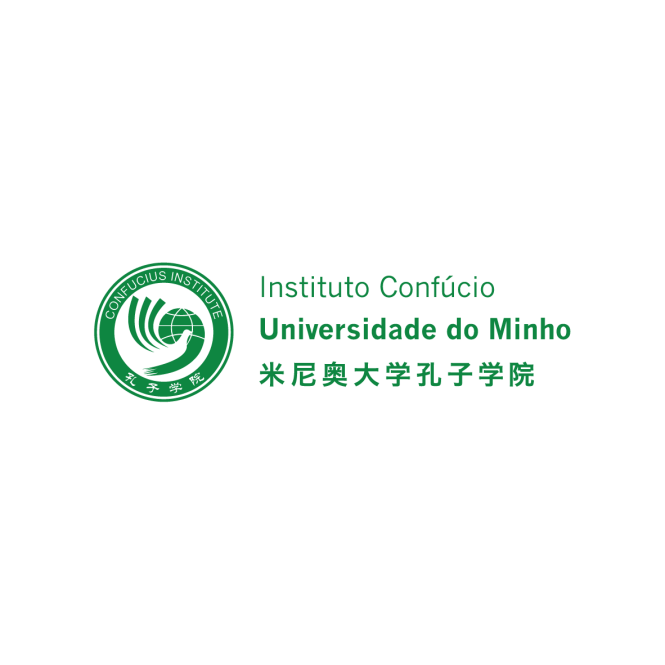 CONFUCIUS INSTITUTE
孔子学院
Instituto Confúcio
Universidade do Minho
米尼奥大学孔子学院